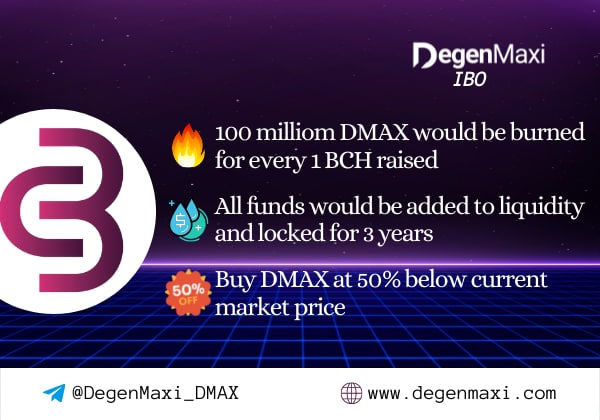 DegenMaxi
IBO
100 milliom DMAX would be burned
for every 1 BCH raised
$
All funds would be added to liquidity
and locked for 3 years
50%
OFF
Buy DMAX at 50% below current
market price
@DegenMaxi_DMAX
www.degenmaxi.com